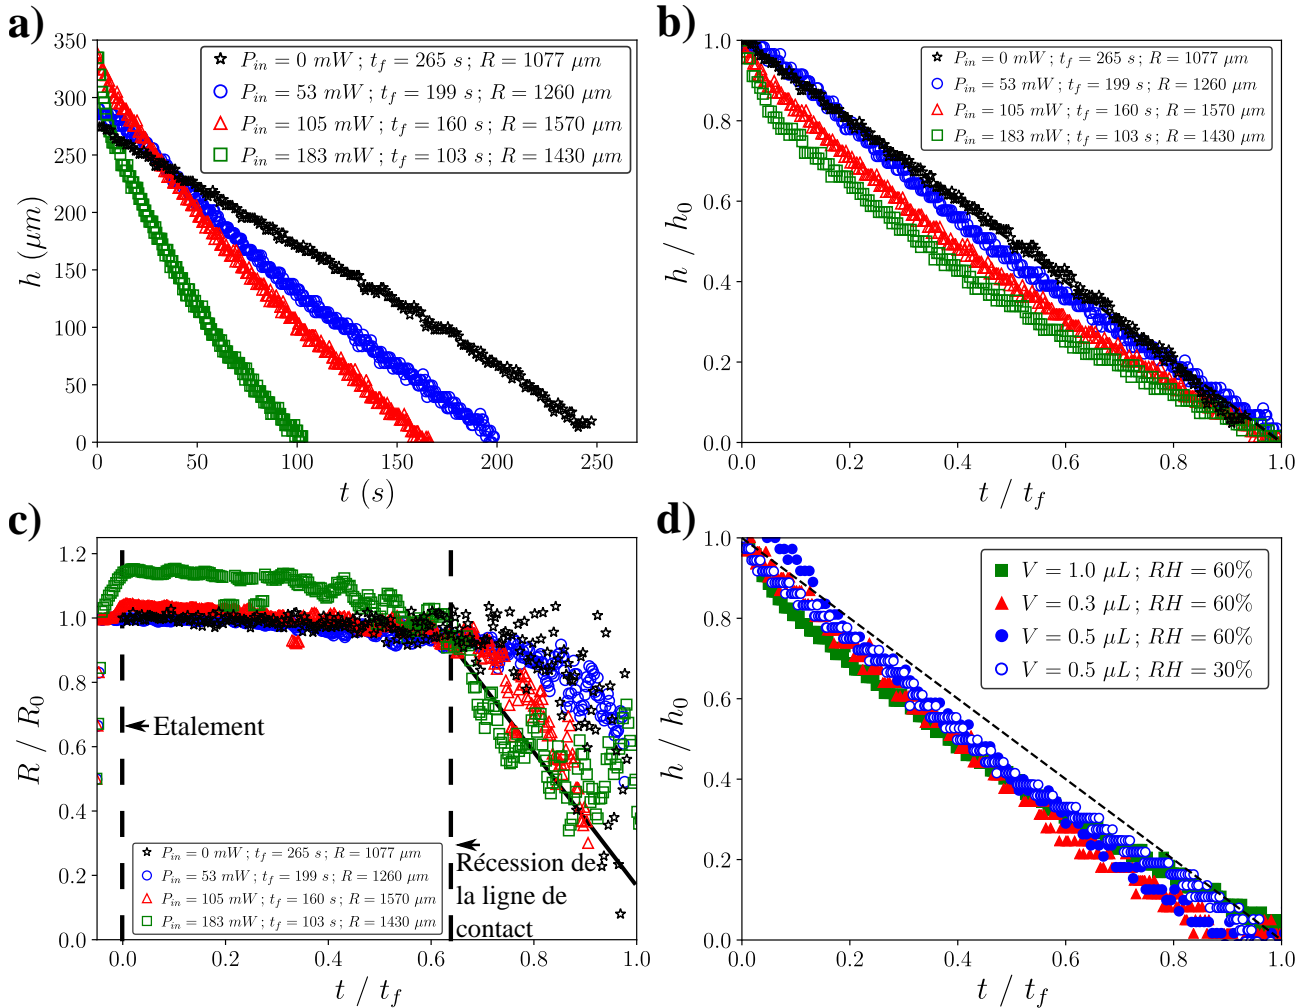 a)
350
300
250
200
150
100
50
0
h (μm)
P_in = 0 mW ; t_f = 265 s ; R = 1077 μm
P_in = 53 mW ; t_f = 199 s ; R = 1260 μm
P_in = 105 mW ; t_f = 160 s ; R = 1570 μm
P_in = 183 mW ; t_f = 103 s ; R = 1430 μm
0 50 100 150 200 250
t (s)
b)
1.0
0.8
0.6
0.4
0.2
0.0
h / h_0
P_in = 0 mW ; t_f = 265 s ; R = 1077 μm
P_in = 53 mW ; t_f = 199 s ; R = 1260 μm
P_in = 105 mW ; t_f = 160 s ; R = 1570 μm
P_in = 183 mW ; t_f = 103 s ; R = 1430 μm
0.0 0.2 0.4 0.6 0.8 1.0
t / t_f
c)
1.2
1.0
0.8
0.6
0.4
0.2
0.0
R / R_0
Etalement
Récession de
la ligne de
contact
P_in = 0 mW ; t_f = 265 s ; R = 1077 μm
P_in = 53 mW ; t_f = 199 s ; R = 1260 μm
P_in = 105 mW ; t_f = 160 s ; R = 1570 μm
P_in = 183 mW ; t_f = 103 s ; R = 1430 μm
0.0 0.2 0.4 0.6 0.8 1.0
t / t_f
d)
1.0
0.8
0.6
0.4
0.2
0.0
h / h_0
V = 1.0 μL ; RH = 60%
V = 0.3 μL ; RH = 60%
V = 0.5 μL ; RH = 60%
V = 0.5 μL ; RH = 30%
0.0 0.2 0.4 0.6 0.8 1.0
t / t_f